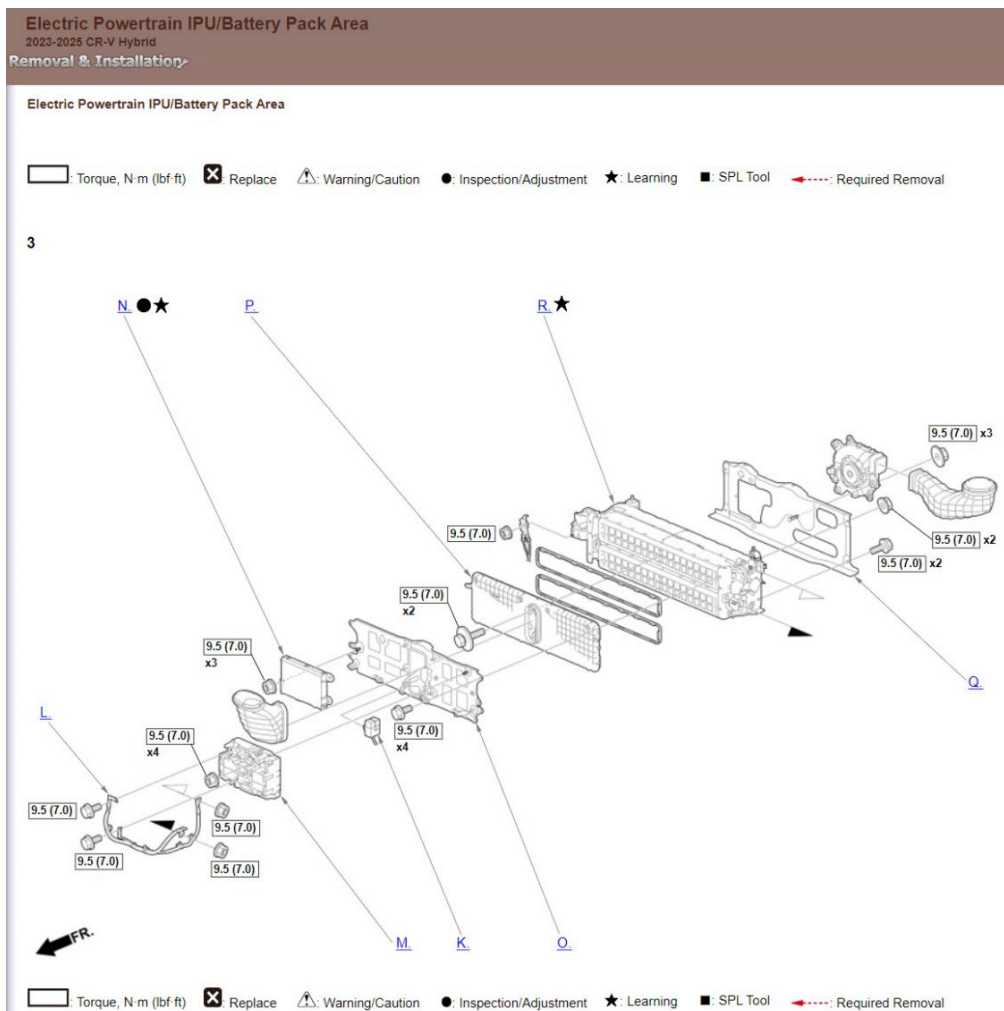 Electric Powertrain IPU/Battery Pack Area
2023-2025 CR-V Hybrid
Removal & Installation
Electric Powertrain IPU/Battery Pack Area
: Torque, N·m (lbf·ft) : Replace : Warning/Caution : Inspection/Adjustment : Learning : SPL Tool : Required Removal
3
N. P. R.
9.5 (7.0) x3
9.5 (7.0)
9.5 (7.0) x2
9.5 (7.0) x2
9.5 (7.0)
x2
9.5 (7.0)
x3
Q.
L.
9.5 (7.0)
x4
9.5 (7.0)
x4
9.5 (7.0)
9.5 (7.0)
9.5 (7.0)
9.5 (7.0)
FR.
M. K. O.
: Torque, N·m (lbf·ft) : Replace : Warning/Caution : Inspection/Adjustment : Learning : SPL Tool : Required Removal